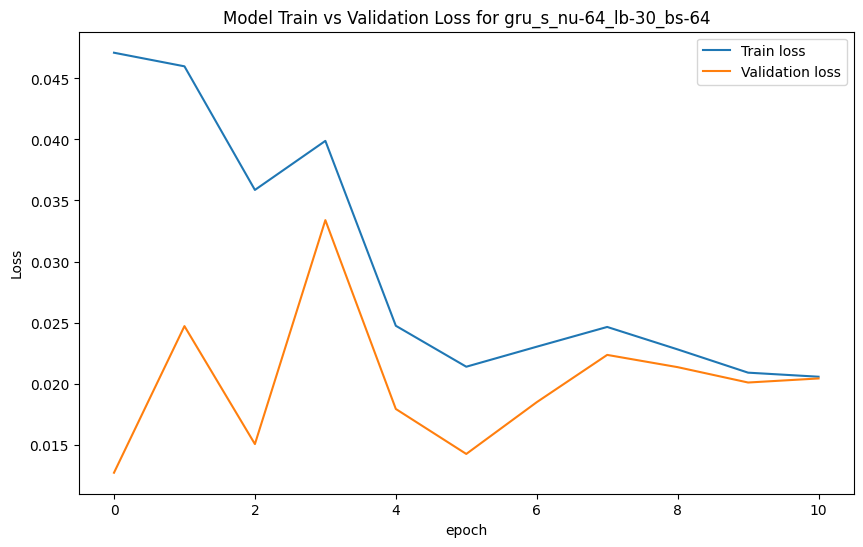 Model Train vs Validation Loss for gru_s_nu-64_lb-30_bs-64
Train loss
Validation loss
0.045
0.040
0.035
0.030
0.025
0.020
0.015
Loss
0 2 4 6 8 10
epoch